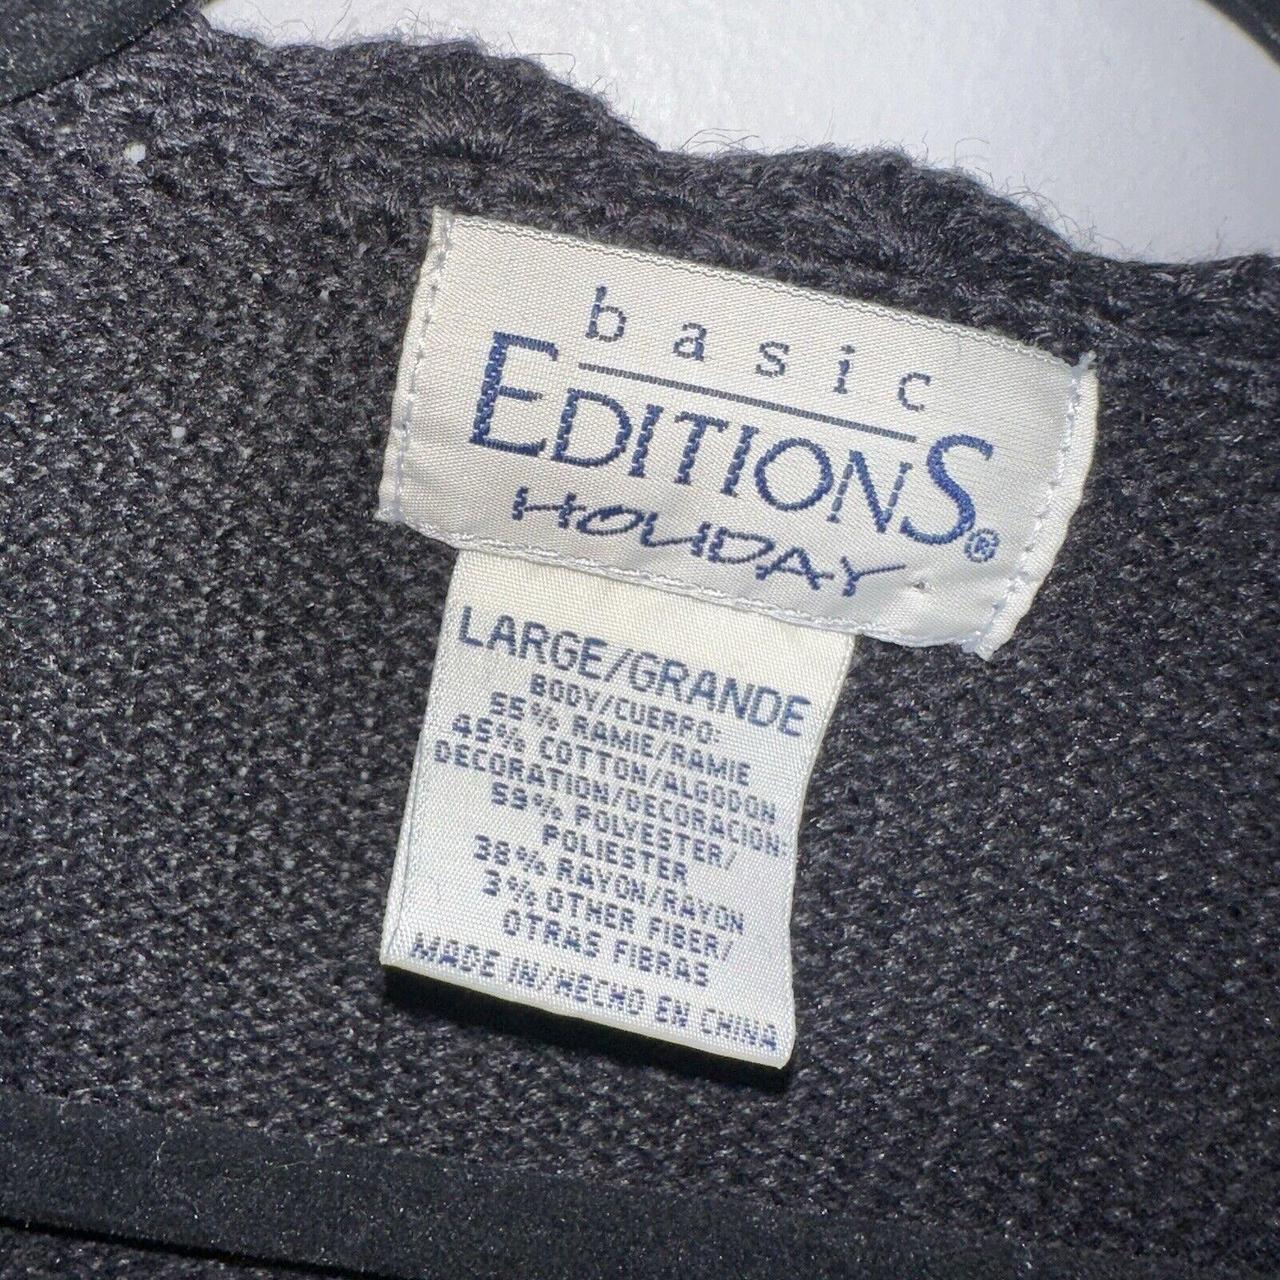 basic
EDITIONS®
HOLIDAY
LARGE/GRANDE
BODY/CUERPO:
55% RAMIE/RAMIE
45% COTTON/ALGODON
DECORATION/DECORACION:
59% POLYESTER/
POLIESTER
38% RAYON/RAYON
3% OTHER FIBER/
OTRAS FIBRAS
MADE IN/HECHO EN CHINA